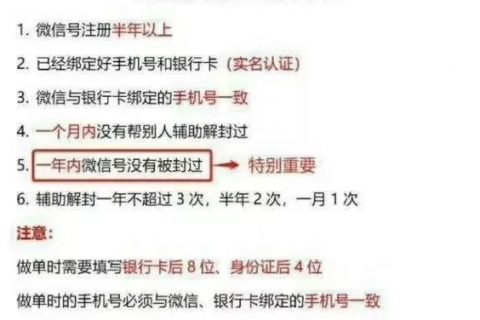 1. 微信号注册半年以上
2. 已经绑定好手机号和银行卡（实名认证）
3. 微信与银行卡绑定的手机号一致
4. 一个月内没有帮别人辅助解封过
5. 一年内微信号没有被封过 特别重要
6. 辅助解封一年不超过 3 次，半年 2 次，一月 1 次
注意：
做单时需要填写银行卡后 8 位、身份证后 4 位
做单时的手机号必须与微信、银行卡绑定的手机号一致